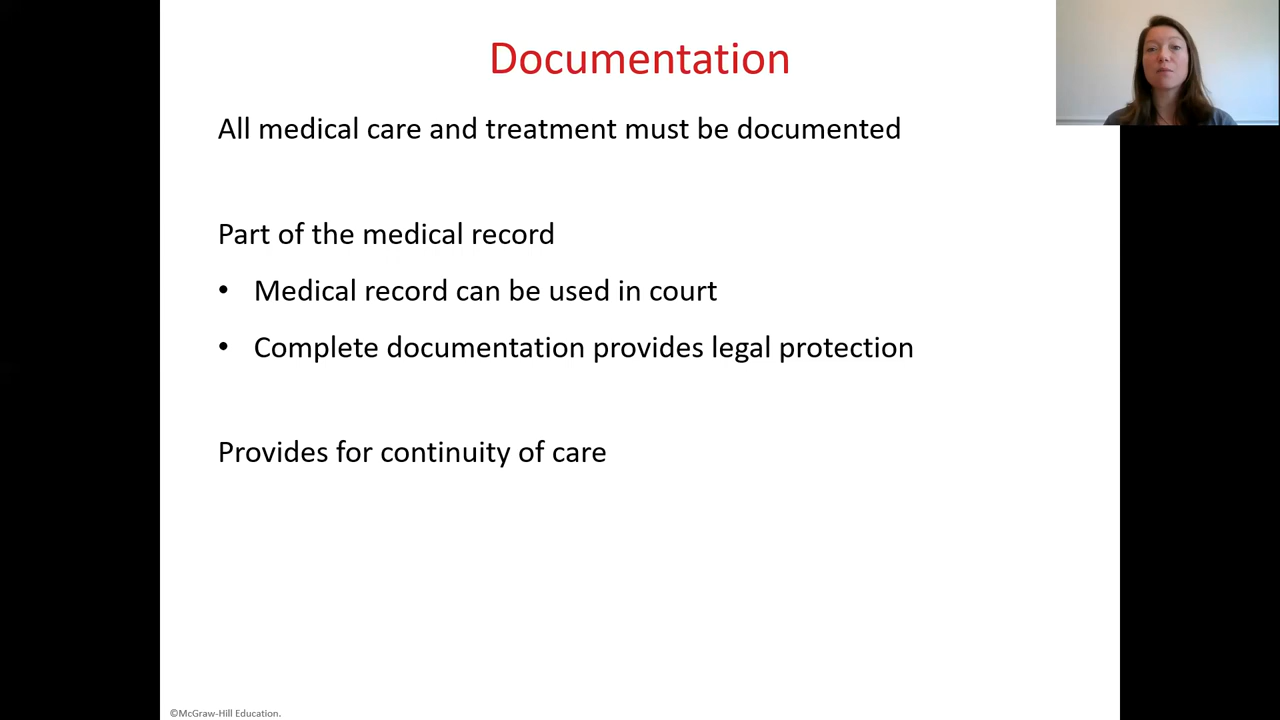 Documentation
All medical care and treatment must be documented
Part of the medical record
• Medical record can be used in court
• Complete documentation provides legal protection
Provides for continuity of care
©McGraw-Hill Education.